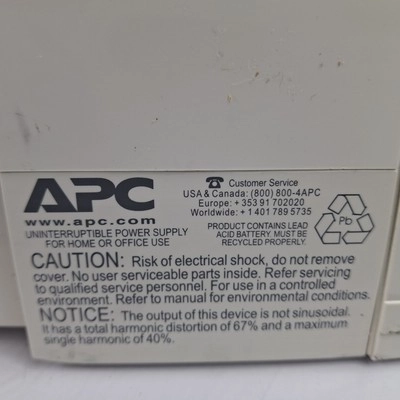 APC
www.apc.com
UNINTERRUPTIBLE POWER SUPPLY
FOR HOME OR OFFICE USE
☎ Customer Service
USA & Canada: (800) 800-4APC
Europe: + 353 91 702020
Worldwide: + 1 401 789 5735
PRODUCT CONTAINS LEAD
ACID BATTERY. MUST
BE RECYCLED.
Pb
CAUTION: Risk of electrical shock, do not remove
cover. No user serviceable parts inside. Refer servicing
to qualified service personnel. For use in a controlled
environment. Refer to manual for environmental conditions.
NOTICE: The output of this device is not sinusoidal.
It has a total harmonic distortion of 67% and a maximum
single harmonic of 40%.